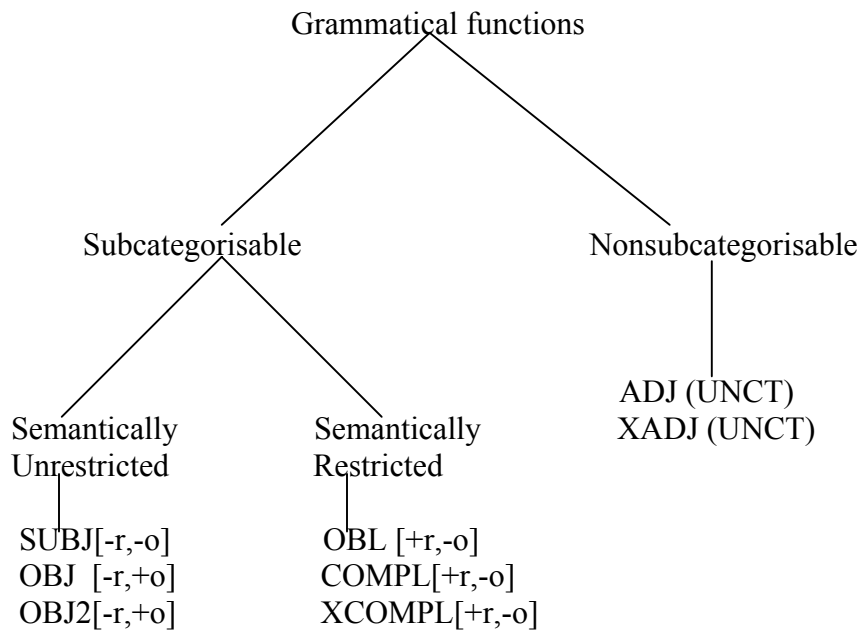 Grammatical functions
Subcategorisable
Nonsubcategorisable
Semantically
Unrestricted
SUBJ[-r,-o]
OBJ [-r,+o]
OBJ2[-r,+o]
Semantically
Restricted
OBL [+r,-o]
COMPL[+r,-o]
XCOMPL[+r,-o]
ADJ (UNCT)
XADJ (UNCT)